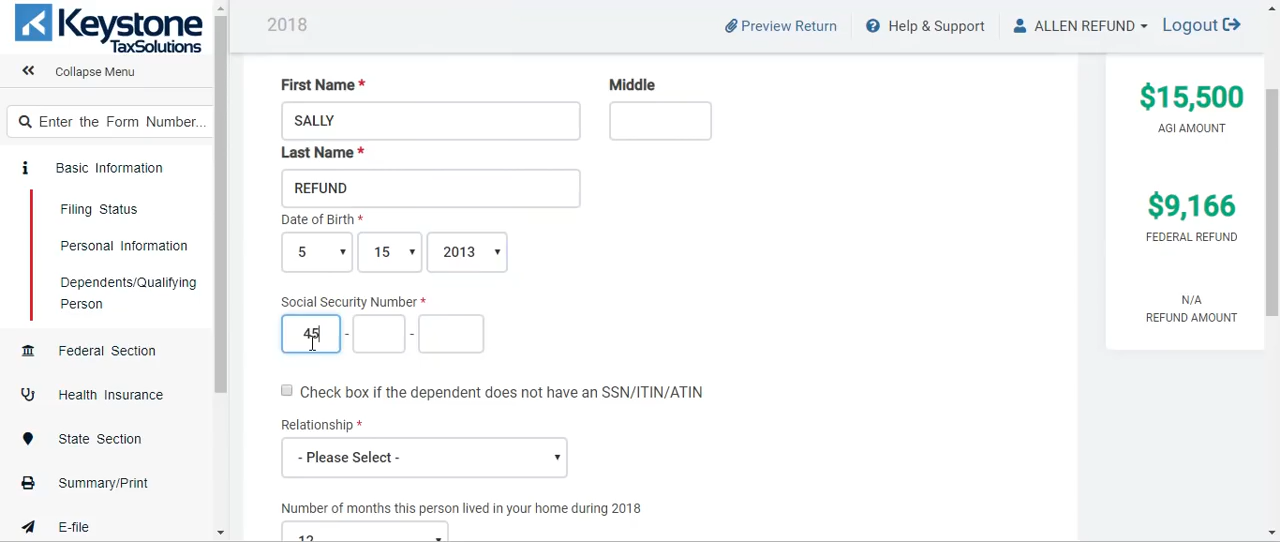 Keystone
TaxSolutions
2018
Preview Return
Help & Support
ALLEN REFUND
Logout
Collapse Menu
Enter the Form Number...
Basic Information
Filing Status
Personal Information
Dependents/Qualifying
Person
Federal Section
Health Insurance
State Section
Summary/Print
E-file
First Name *
Middle
SALLY
Last Name *
REFUND
Date of Birth *
5 15 2013
Social Security Number *
45 - -
Check box if the dependent does not have an SSN/ITIN/ATIN
Relationship *
- Please Select -
Number of months this person lived in your home during 2018
12
$15,500
AGI AMOUNT
$9,166
FEDERAL REFUND
N/A
REFUND AMOUNT